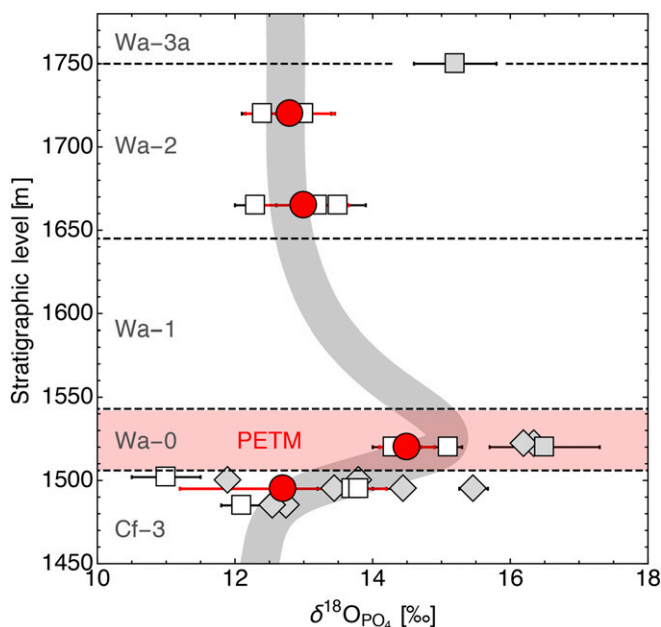 Wa−3a
1750
1700
Wa−2
1650
Stratigraphic level [m]
1600
Wa−1
1550
Wa−0
PETM
1500
Cf−3
1450
10 12 14 16 18
δ¹⁸O_PO₄ [‰]